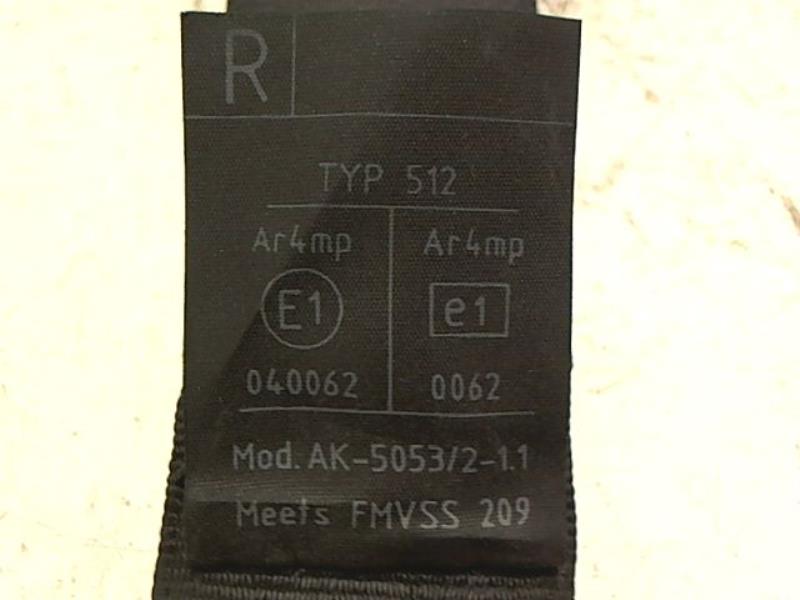 R
TYP 512
Ar4mp Ar4mp
E1 e1
040062 0062
Mod. AK-5053/2-1.1
Meets FMVSS 209